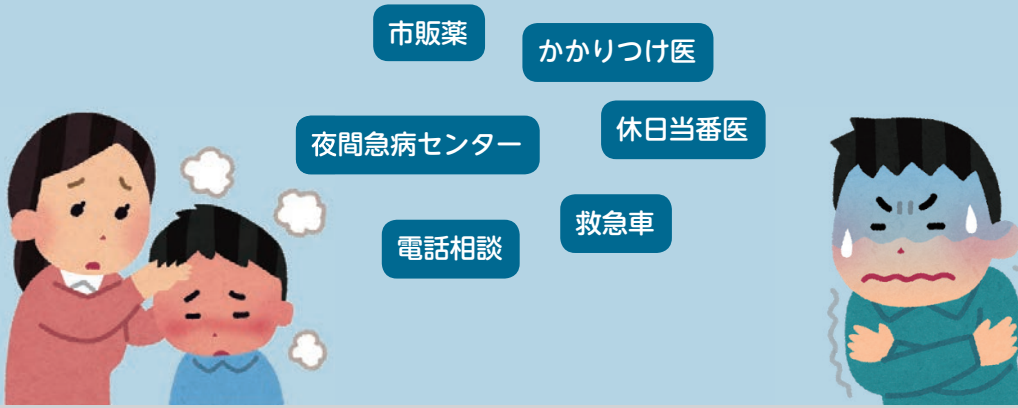 市販薬
かかりつけ医
夜間急病センター
休日当番医
電話相談
救急車